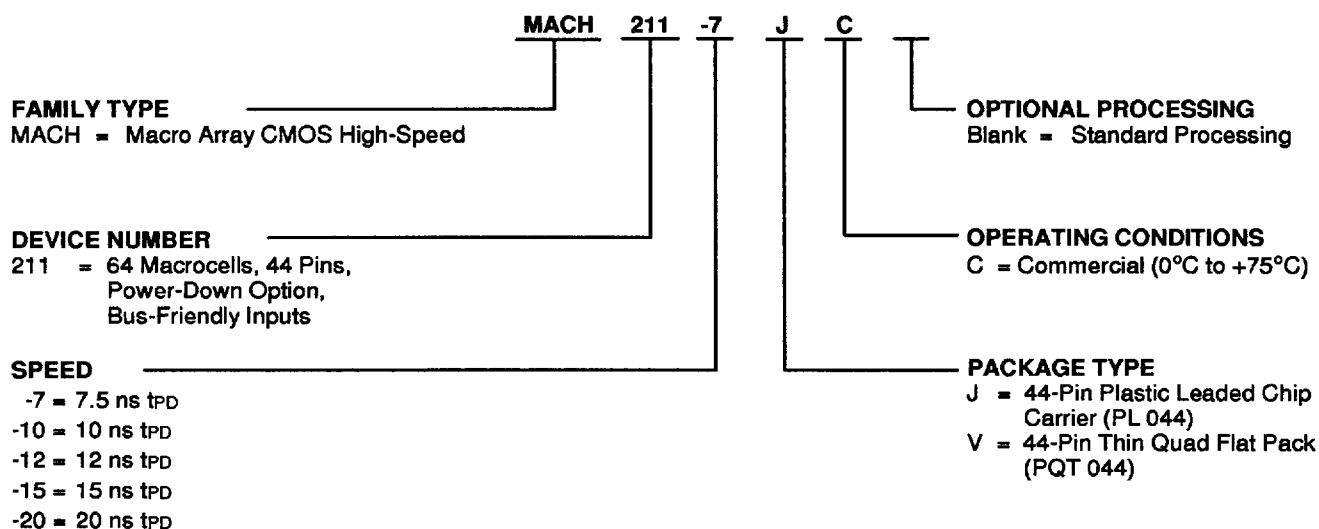 MACH 211 -7 J C
FAMILY TYPE
MACH = Macro Array CMOS High-Speed
DEVICE NUMBER
211 = 64 Macrocells, 44 Pins,
Power-Down Option,
Bus-Friendly Inputs
SPEED
-7 = 7.5 ns tPD
-10 = 10 ns tPD
-12 = 12 ns tPD
-15 = 15 ns tPD
-20 = 20 ns tPD
OPTIONAL PROCESSING
Blank = Standard Processing
OPERATING CONDITIONS
C = Commercial (0°C to +75°C)
PACKAGE TYPE
J = 44-Pin Plastic Leaded Chip
Carrier (PL 044)
V = 44-Pin Thin Quad Flat Pack
(PQT 044)